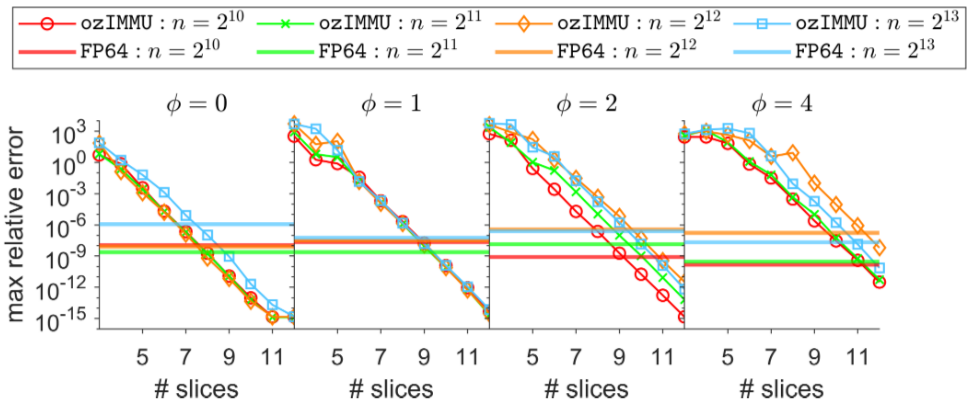 ozIMMU : n = 2^10 ozIMMU : n = 2^11 ozIMMU : n = 2^12 ozIMMU : n = 2^13
FP64 : n = 2^10 FP64 : n = 2^11 FP64 : n = 2^12 FP64 : n = 2^13
ϕ = 0 ϕ = 1 ϕ = 2 ϕ = 4
max relative error
10^3
10^0
10^-3
10^-6
10^-9
10^-12
10^-15
5 7 9 11 5 7 9 11 5 7 9 11 5 7 9 11
# slices # slices # slices # slices